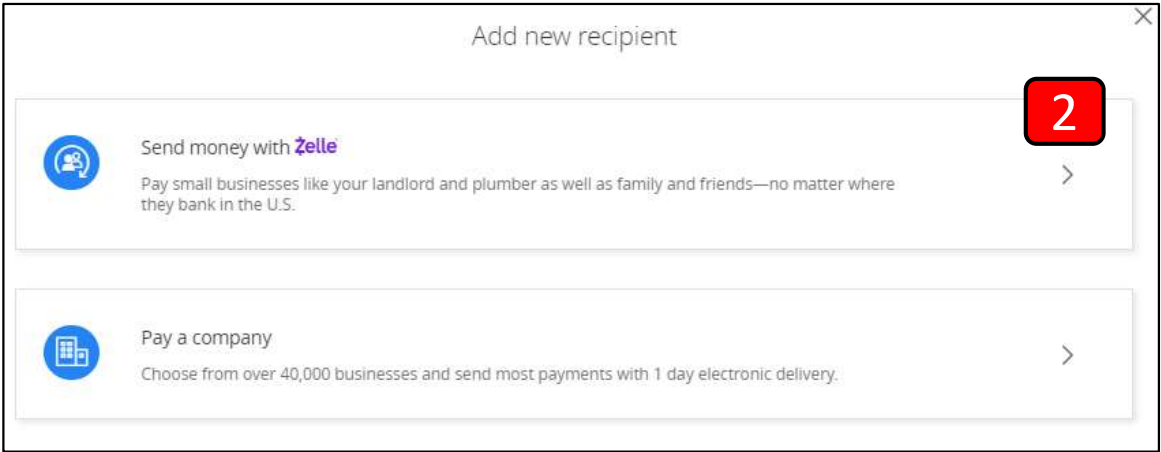 Add new recipient
2
Send money with Zelle
Pay small businesses like your landlord and plumber as well as family and friends—no matter where
they bank in the U.S.
Pay a company
Choose from over 40,000 businesses and send most payments with 1 day electronic delivery.